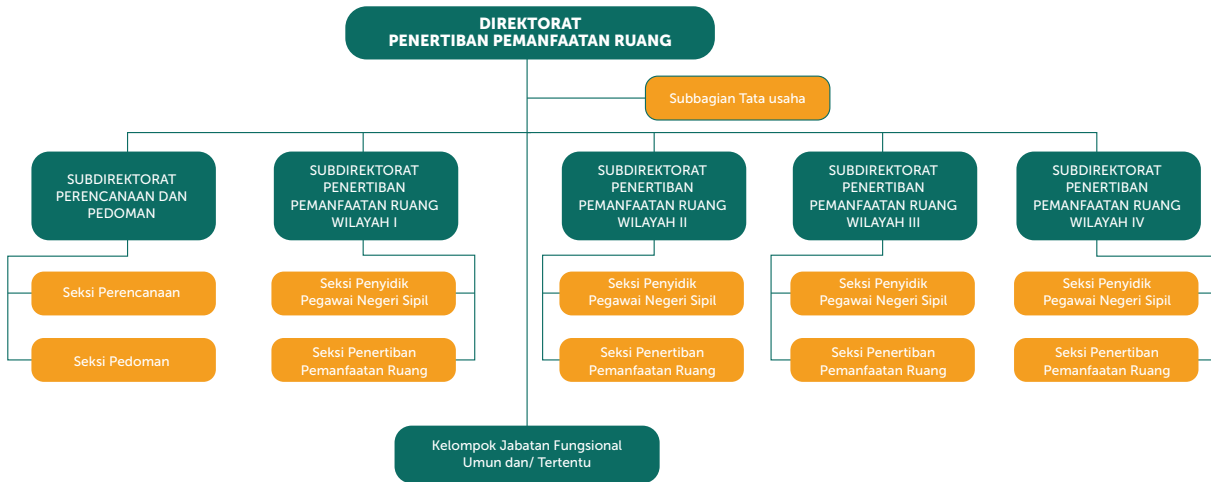 DIREKTORAT
PENERTIBAN PEMANFAATAN RUANG
Subbagian Tata usaha
SUBDIREKTORAT
PERENCANAAN DAN
PEDOMAN
SUBDIREKTORAT
PENERTIBAN
PEMANFAATAN RUANG
WILAYAH I
SUBDIREKTORAT
PENERTIBAN
PEMANFAATAN RUANG
WILAYAH II
SUBDIREKTORAT
PENERTIBAN
PEMANFAATAN RUANG
WILAYAH III
SUBDIREKTORAT
PENERTIBAN
PEMANFAATAN RUANG
WILAYAH IV
Seksi Perencanaan
Seksi Penyidik
Pegawai Negeri Sipil
Seksi Penyidik
Pegawai Negeri Sipil
Seksi Penyidik
Pegawai Negeri Sipil
Seksi Penyidik
Pegawai Negeri Sipil
Seksi Pedoman
Seksi Penertiban
Pemanfaatan Ruang
Seksi Penertiban
Pemanfaatan Ruang
Seksi Penertiban
Pemanfaatan Ruang
Seksi Penertiban
Pemanfaatan Ruang
Kelompok Jabatan Fungsional
Umun dan/ Tertentu